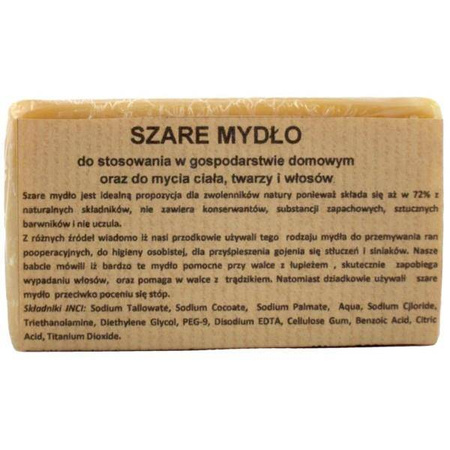 SZARE MYDŁO
do stosowania w gospodarstwie domowym
oraz do mycia ciała, twarzy i włosów
Szare mydło jest idealną propozycja dla zwolenników natury ponieważ składa się aż w 72% z
naturalnych składników, nie zawiera konserwantów, substancji zapachowych, sztucznych
barwników i nie uczula.
Z różnych źródeł wiadomo iż nasi przodkowie używali tego rodzaju mydła do przemywania ran
pooperacyjnych, do higieny osobistej, dla przyśpieszenia gojenia się stłuczeń i siniaków. Nasze
babcie mówili iż bardzo te mydło pomocne przy walce z łupieżem , skutecznie zapobiega
wypadaniu włosów, oraz pomaga w walce z trądzikiem. Natomiast dziadkowie używali szare
mydło przeciwko poceniu się stóp.
Składniki INCI: Sodium Tallowate, Sodium Cocoate, Sodium Palmate, Aqua, Sodium Cjloride,
Triethanolamine, Diethylene Glycol, PEG-9, Disodium EDTA, Cellulose Gum, Benzoic Acid, Citric
Acid, Titanium Dioxide.